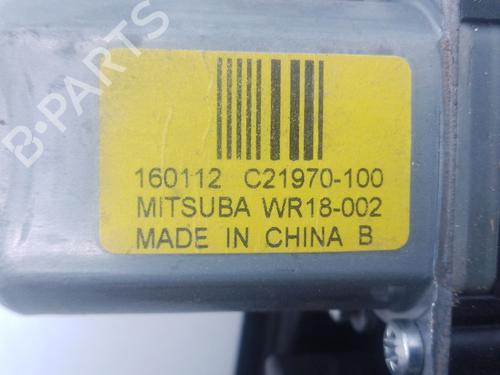 B-PARTS
160112 C21970-100
MITSUBA WR18-002
MADE IN CHINA B